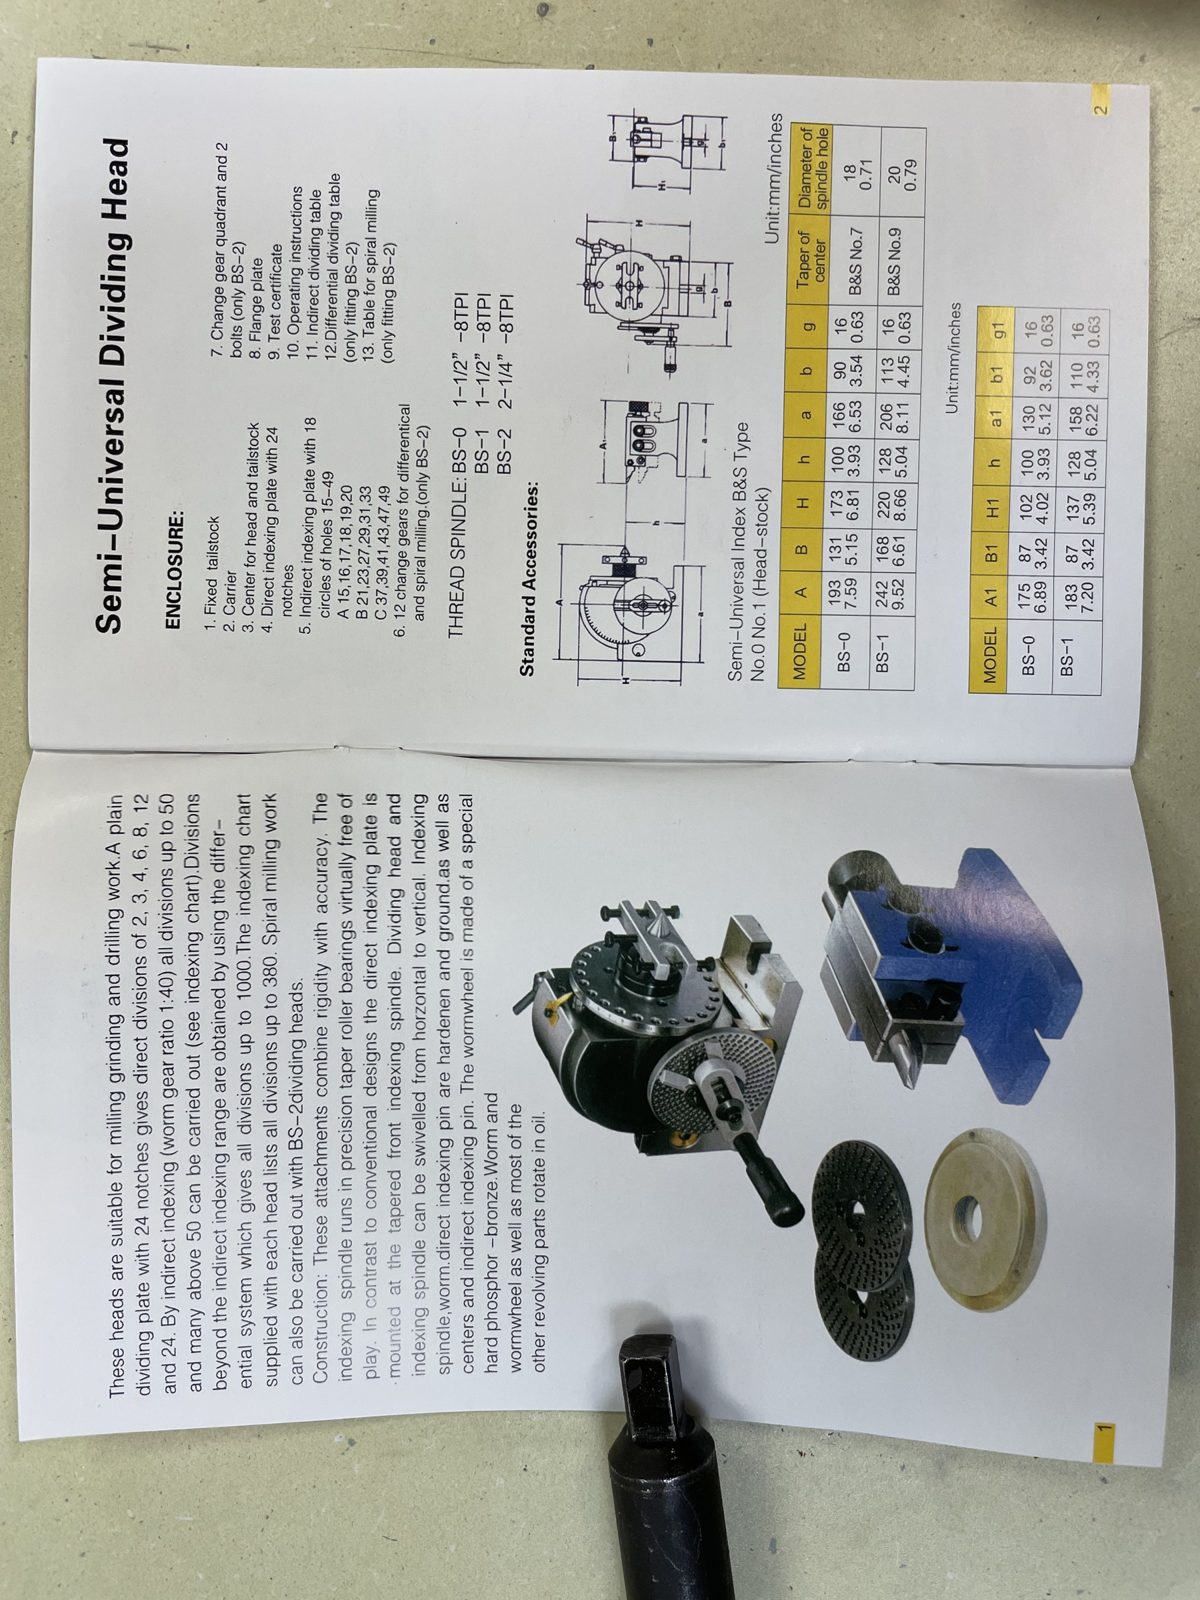 These heads are suitable for milling grinding and drilling work.A plain
dividing plate with 24 notches gives direct divisions of 2, 3, 4, 6, 8, 12
and 24. By indirect indexing (worm gear ratio 1:40) all divisions up to 50
and many above 50 can be carried out (see indexing chart).Divisions
beyond the indirect indexing range are obtained by using the differ-
ential system which gives all divisions up to 1000.The indexing chart
supplied with each head lists all divisions up to 380. Spiral milling work
can also be carried out with BS-2dividing heads.
Construction: These attachments combine rigidity with accuracy. The
indexing spindle runs in precision taper roller bearings virtually free of
play. In contrast to conventional designs the direct indexing plate is
mounted at the tapered front indexing spindle. Dividing head and
indexing spindle can be swivelled from horzontal to vertical. Indexing
spindle,worm.direct indexing pin are hardenen and ground.as well as
centers and indirect indexing pin. The wormwheel is made of a special
hard phosphor -bronze.Worm and
wormwheel as well as most of the
other revolving parts rotate in oil.
1
Semi-Universal Dividing Head
ENCLOSURE:
1. Fixed tailstock
2. Carrier
3. Center for head and tailstock
4. Direct indexing plate with 24
notches
5. Indirect indexing plate with 18
circles of holes 15-49
A 15,16,17,18,19,20
B 21,23,27,29,31,33
C 37,39,41,43,47,49
6. 12 change gears for differential
and spiral milling.(only BS-2)
7. Change gear quadrant and 2
bolts (only BS-2)
8. Flange plate
9. Test certificate
10. Operating instructions
11. Indirect dividing table
12.Differential dividing table
(only fitting BS-2)
13. Table for spiral milling
(only fitting BS-2)
THREAD SPINDLE: BS-0 1-1/2" -8TPI
BS-1 1-1/2" -8TPI
BS-2 2-1/4" -8TPI
Standard Accessories:
A A₁ B₁
H h H H₁
a a b B b₁
g g
Semi-Universal Index B&S Type
No.0 No.1 (Head-stock)
Unit:mm/inches
MODEL A B H h a b g Taper of center Diameter of spindle hole
BS-0 193 131 173 100 166 90 16 B&S No.7 18
7.59 5.15 6.81 3.93 6.53 3.54 0.63 0.71
BS-1 242 168 220 128 206 113 16 B&S No.9 20
9.52 6.61 8.66 5.04 8.11 4.45 0.63 0.79
Unit:mm/inches
MODEL A1 B1 H1 h a1 b1 g1
BS-0 175 87 102 100 130 92 16
6.89 3.42 4.02 3.93 5.12 3.62 0.63
BS-1 183 87 137 128 158 110 16
7.20 3.42 5.39 5.04 6.22 4.33 0.63
2